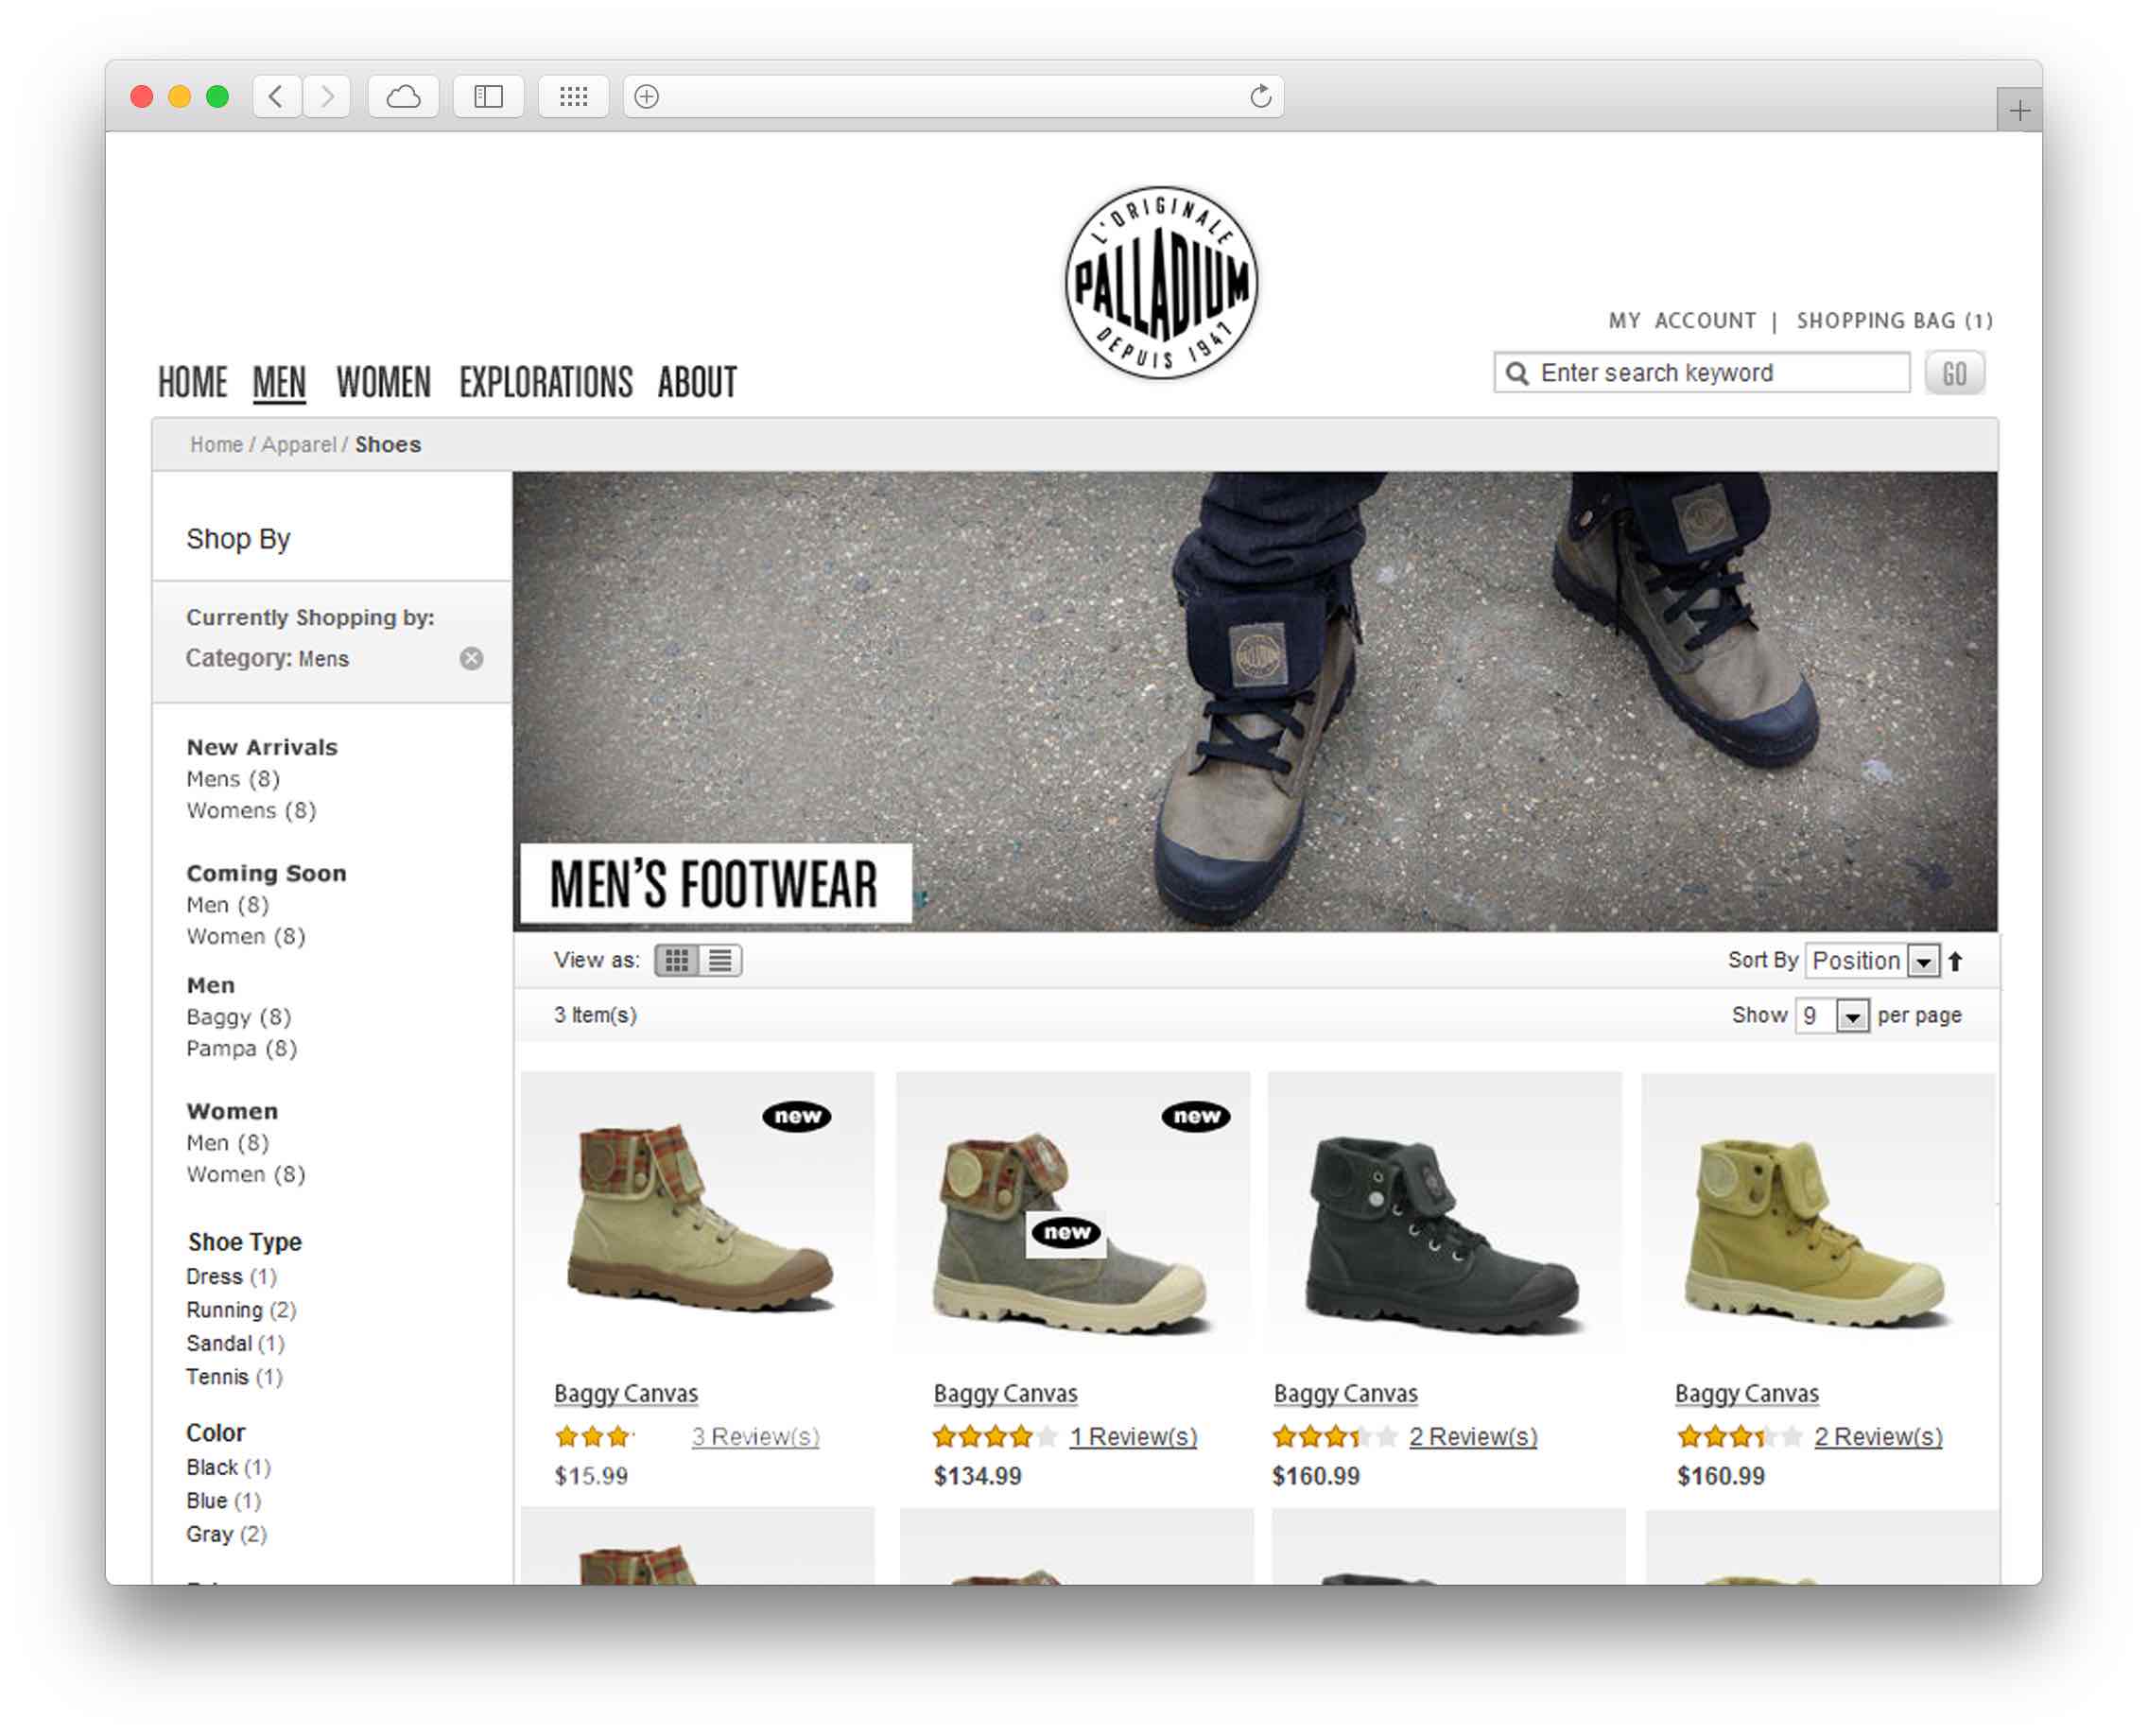 L'ORIGINALE
PALLADIUM
DEPUIS 1947
MY ACCOUNT | SHOPPING BAG (1)
HOME MEN WOMEN EXPLORATIONS ABOUT
Enter search keyword GO
Home / Apparel / Shoes
Shop By
Currently Shopping by:
Category: Mens
New Arrivals
Mens (8)
Womens (8)
Coming Soon
Men (8)
Women (8)
Men
Baggy (8)
Pampa (8)
Women
Men (8)
Women (8)
Shoe Type
Dress (1)
Running (2)
Sandal (1)
Tennis (1)
Color
Black (1)
Blue (1)
Gray (2)
MEN'S FOOTWEAR
View as: Sort By Position
3 Item(s) Show 9 per page
new new
new
Baggy Canvas Baggy Canvas Baggy Canvas Baggy Canvas
3 Review(s) 1 Review(s) 2 Review(s) 2 Review(s)
$15.99 $134.99 $160.99 $160.99